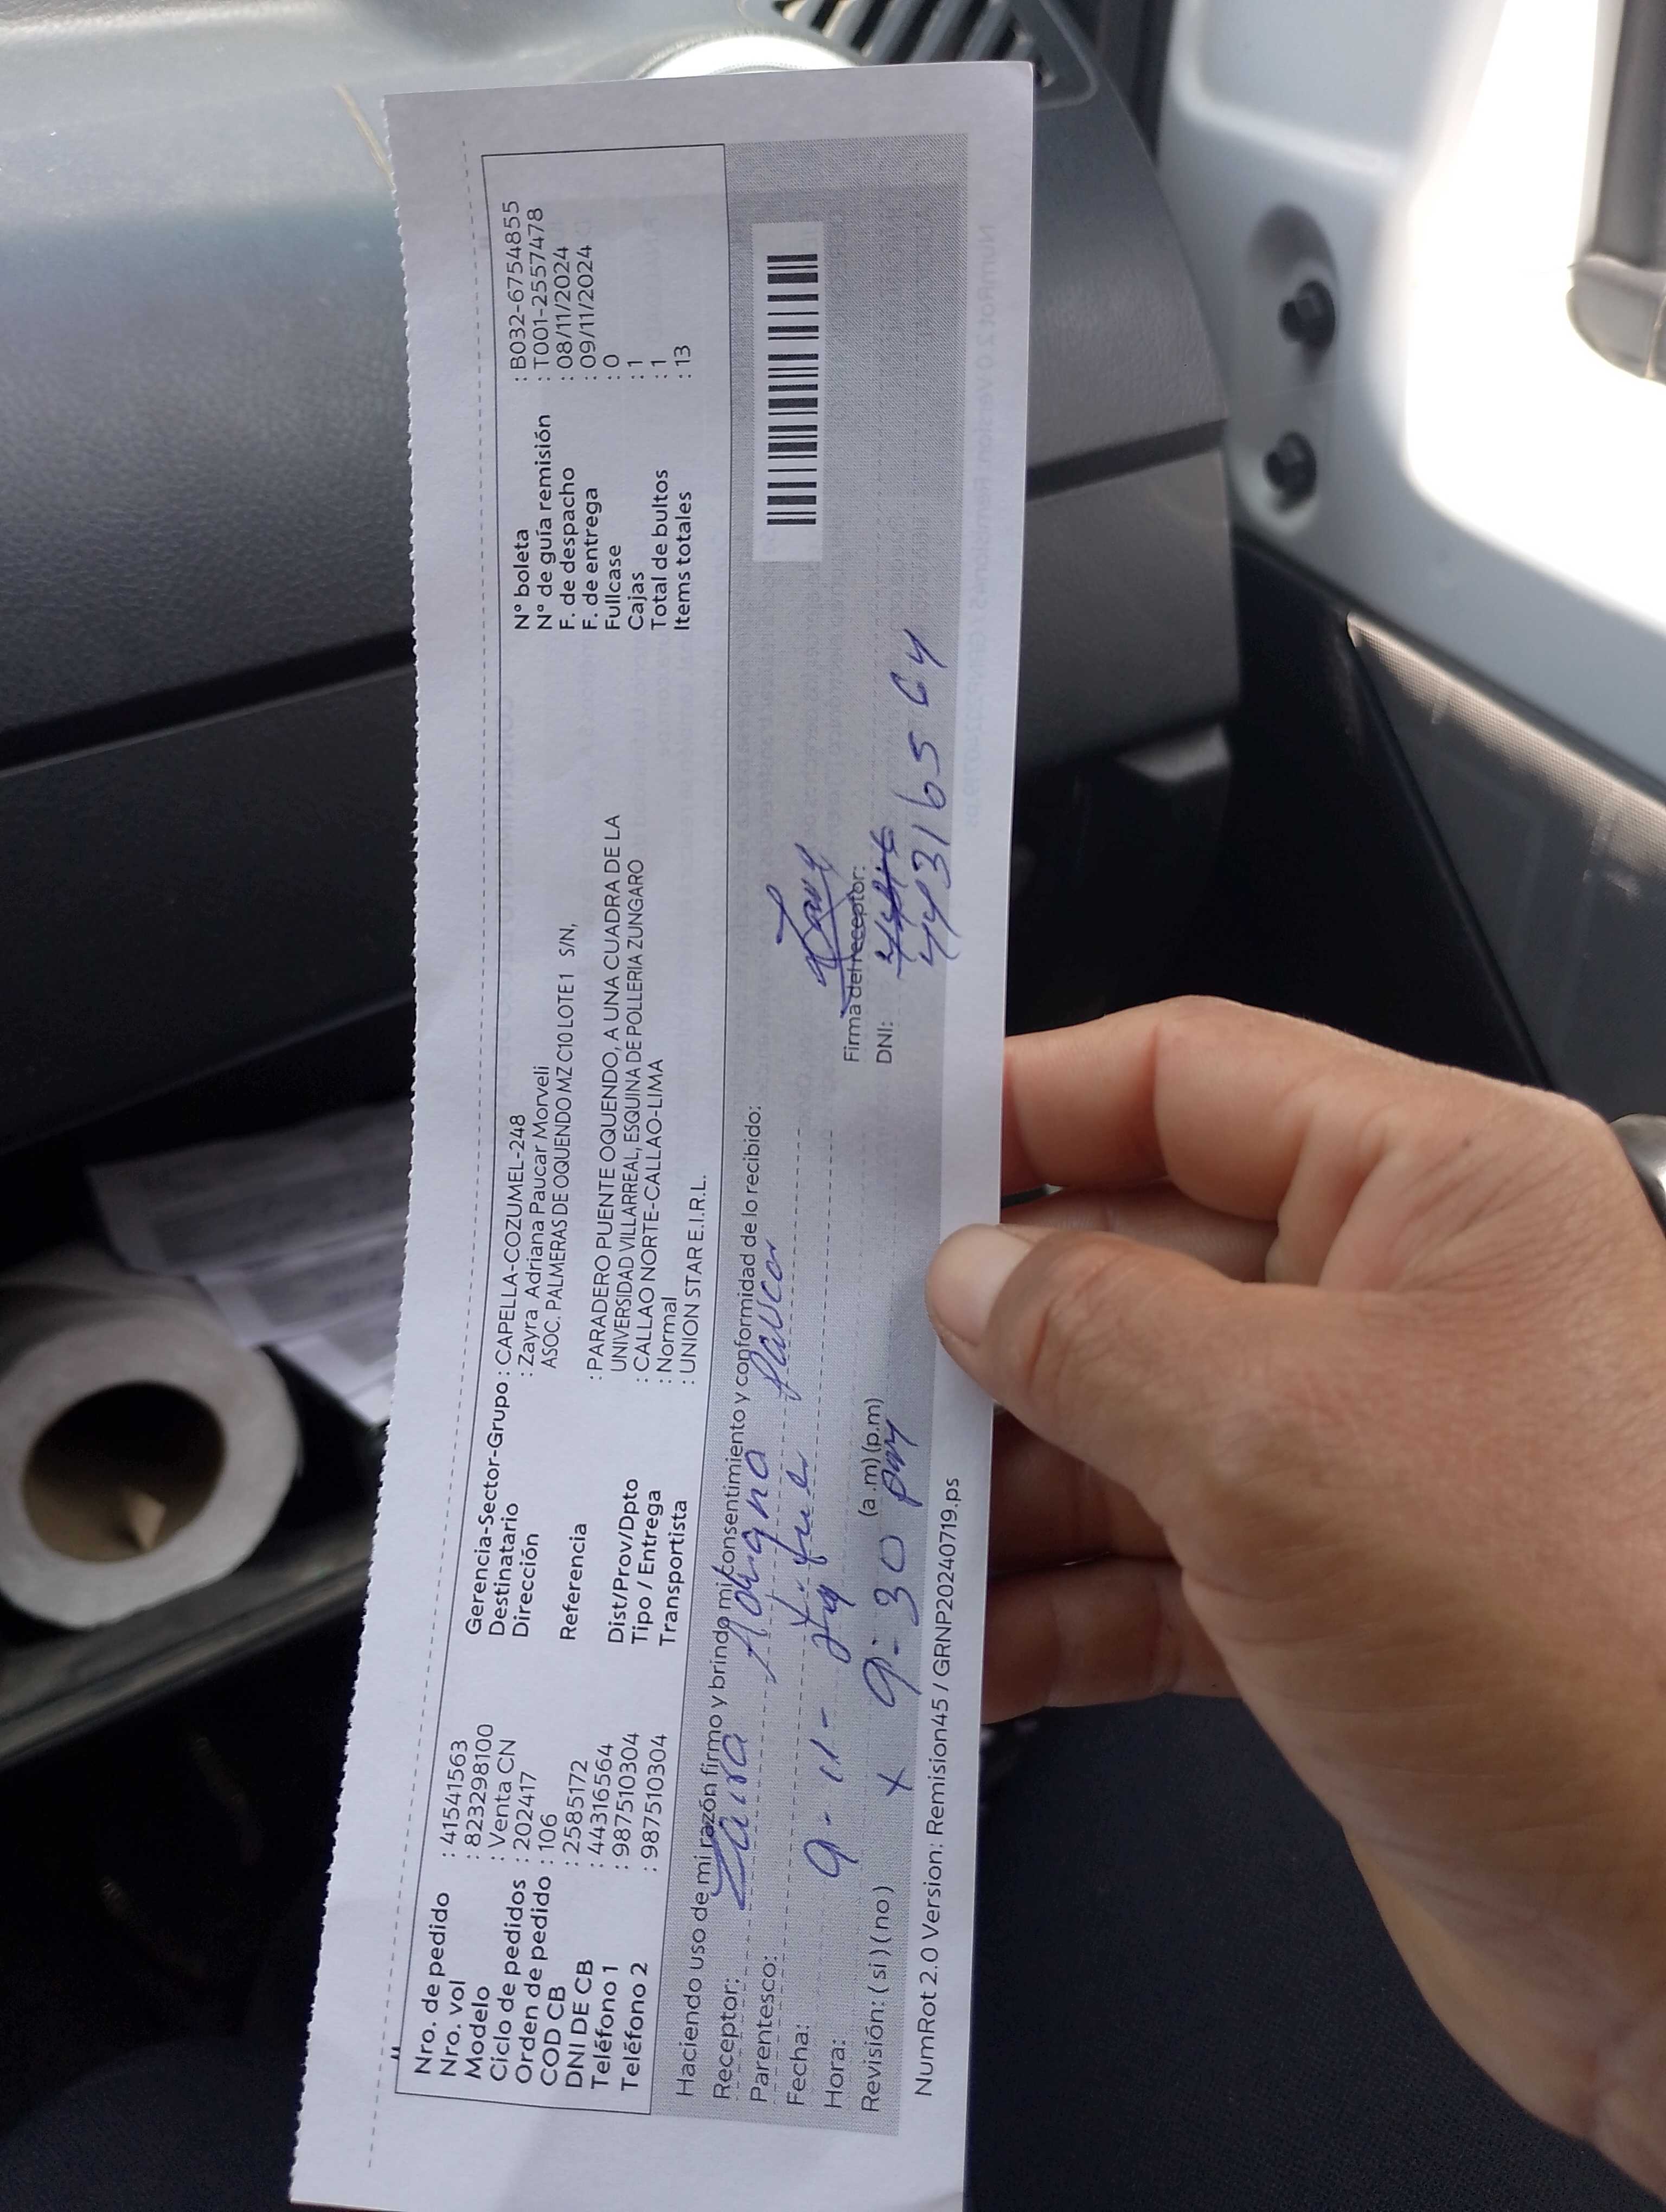 Nro. de pedido : 41541563
Nro. vol : 8232298100
Modelo : Venta CN
Ciclo de pedidos : 202417
Orden de pedido : 106
COD CB : 2585172
DNI DE CB : 44316564
Teléfono 1 : 987510304
Teléfono 2 : 987510304
Gerencia-Sector-Grupo : CAPELLA-COZUMEL-248
Destinatario : Zayra Adriana Paucar Morveli
Dirección ASOC. PALMERAS DE OQUENDO MZ C10 LOTE 1 S/N,
Referencia : PARADERO PUENTE OQUENDO, A UNA CUADRA DE LA
UNIVERSIDAD VILLARREAL, ESQUINA DE POLLERIA ZUNGARO
Dist/Prov/Dpto : CALLAO NORTE-CALLAO-LIMA
Tipo / Entrega : Normal
Transportista : UNION STAR E.I.R.L.
N° boleta : B032-6754855
N° de guía remisión : T001-2557478
F. de despacho : 08/11/2024
F. de entrega : 09/11/2024
Fullcase : 0
Cajas : 1
Total de bultos : 1
Items totales : 13
Haciendo uso de mi razón firmo y brindo mi consentimiento y conformidad de lo recibido:
Receptor: Zaira Adriana Paucar
Parentesco:
Fecha: 9-11-
Hora: 9:30 pm (a.m)(p.m)
Revisión: (si)(no)
Firma del receptor:
DNI: 44316564
NumRot 2.0 Version: Remision45 / GRNP20240719.ps